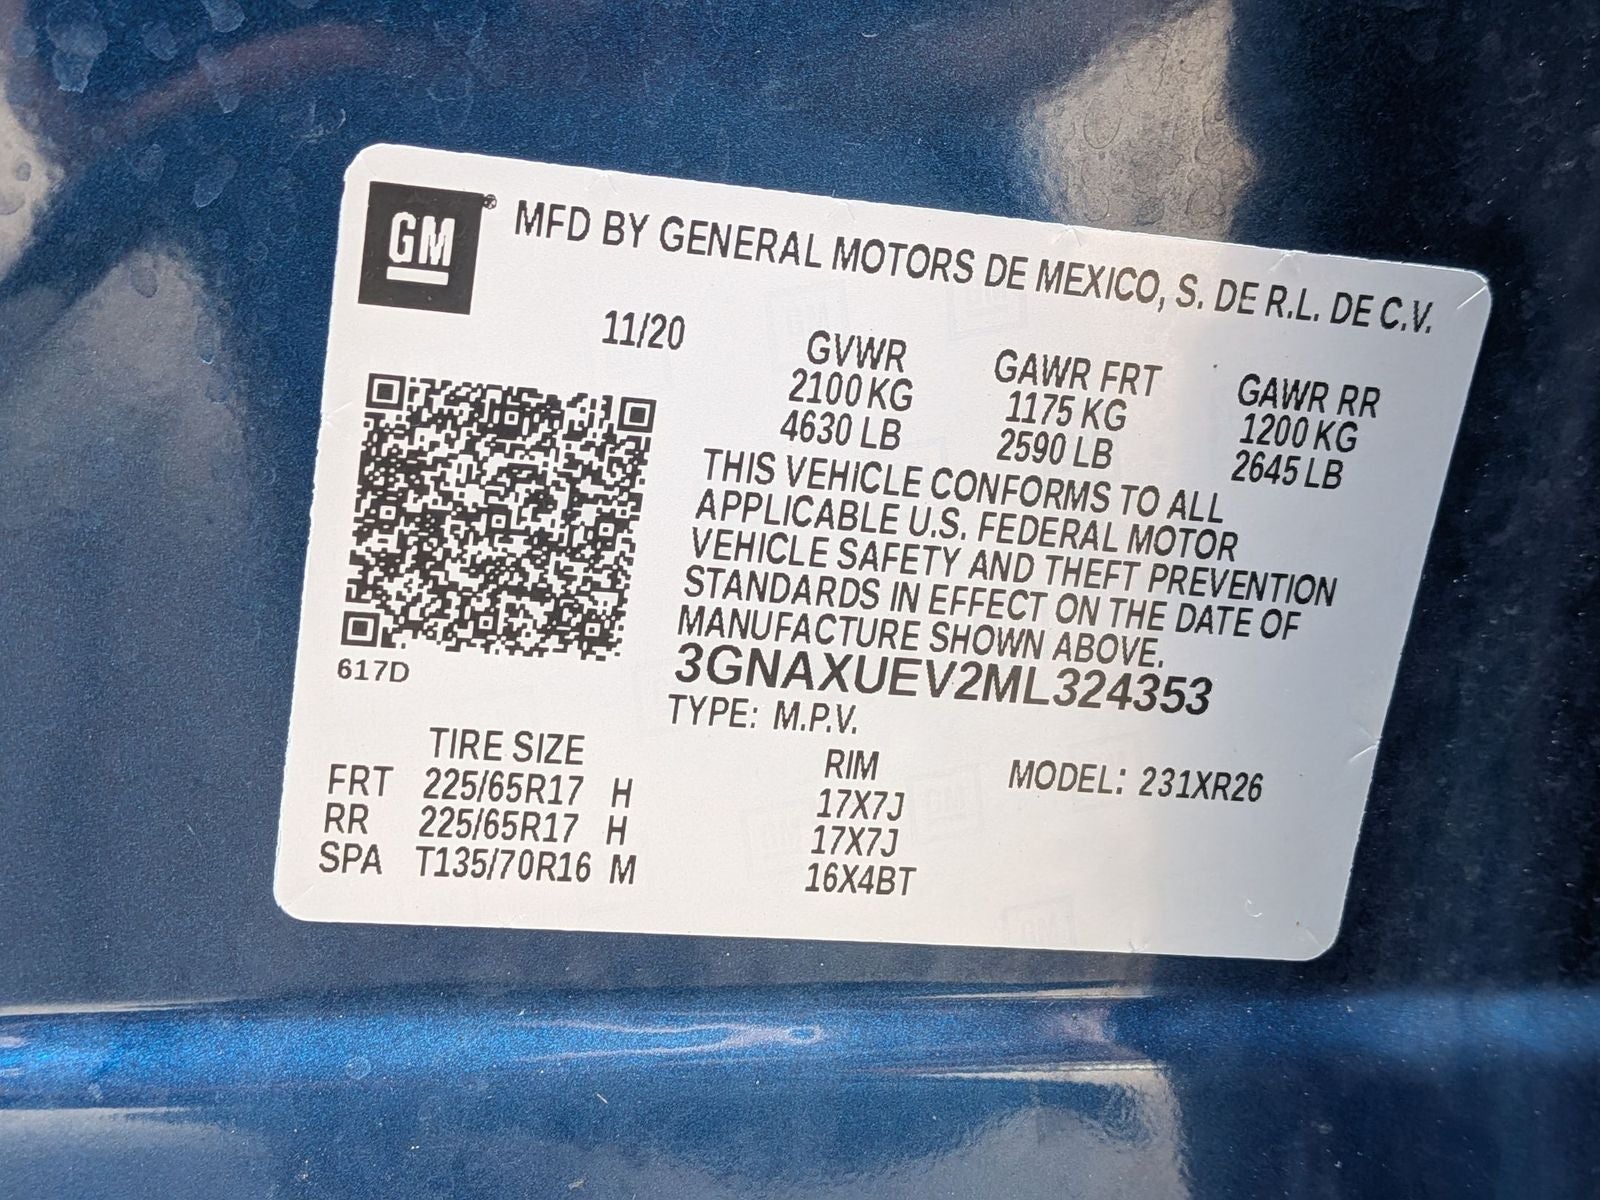 GM® MFD BY GENERAL MOTORS DE MEXICO, S. DE R.L. DE C.V.
11/20
GVWR GAWR FRT GAWR RR
2100 KG 1175 KG 1200 KG
4630 LB 2590 LB 2645 LB
THIS VEHICLE CONFORMS TO ALL
APPLICABLE U.S. FEDERAL MOTOR
VEHICLE SAFETY AND THEFT PREVENTION
STANDARDS IN EFFECT ON THE DATE OF
MANUFACTURE SHOWN ABOVE.
617D
3GNAXUEV2ML324353
TYPE: M.P.V.
TIRE SIZE RIM MODEL: 231XR26
FRT 225/65R17 H 17X7J
RR 225/65R17 H 17X7J
SPA T135/70R16 M 16X4BT